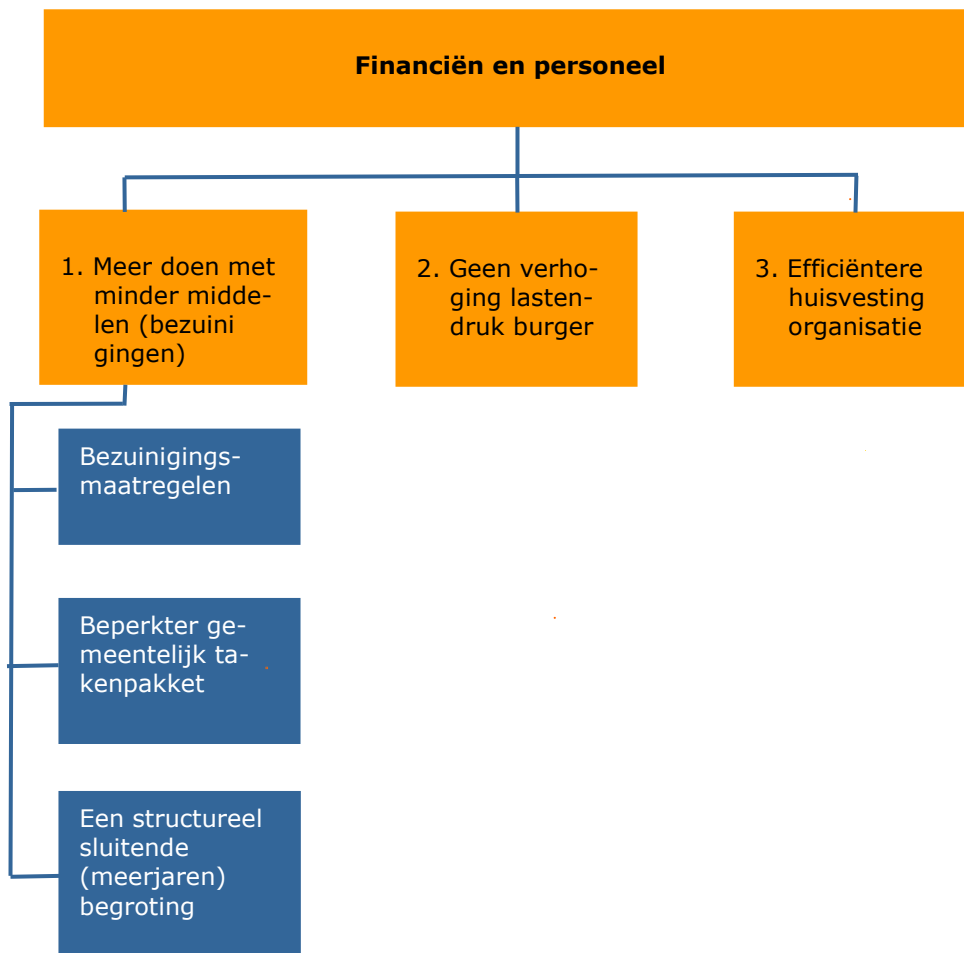 Financiën en personeel
1. Meer doen met
minder midde-
len (bezuini
gingen)
2. Geen verho-
ging lasten-
druk burger
3. Efficiëntere
huisvesting
organisatie
Bezuinigings-
maatregelen
Beperkter ge-
meentelijk ta-
kenpakket
Een structureel
sluitende
(meerjaren)
begroting